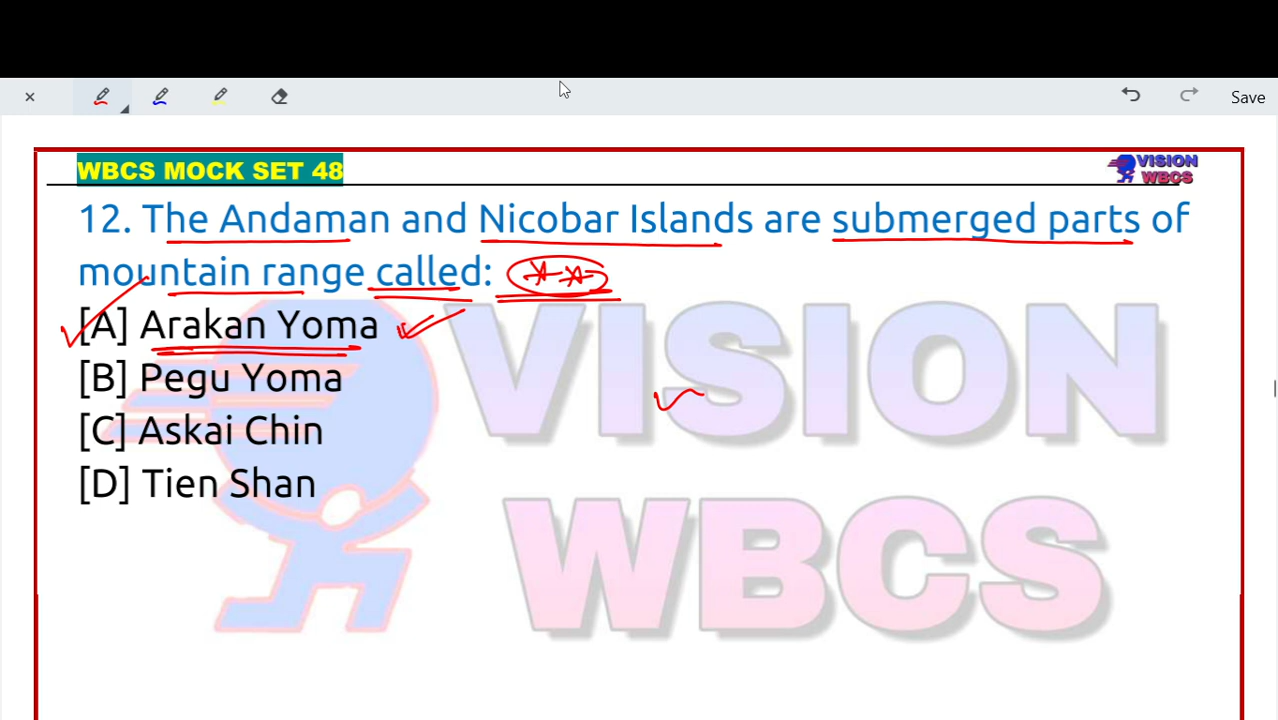 Save
WBCS MOCK SET 48
VISION
WBCS
12. The Andaman and Nicobar Islands are submerged parts of
mountain range called:
[A] Arakan Yoma
[B] Pegu Yoma
[C] Askai Chin
[D] Tien Shan
VISION
WBCS